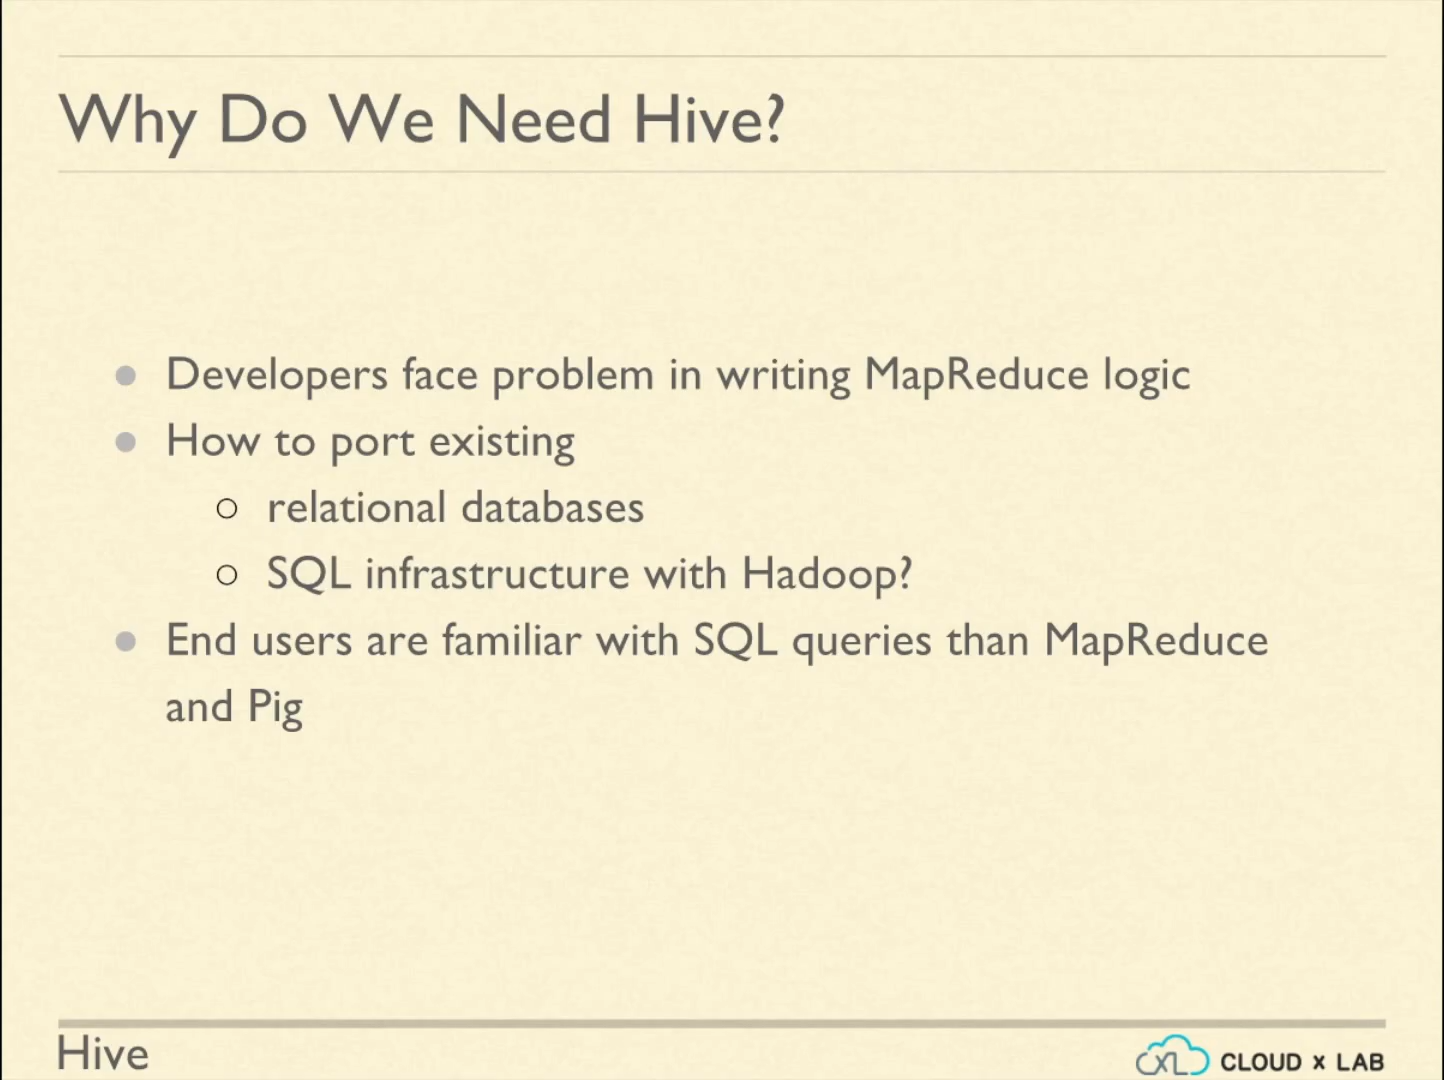 Why Do We Need Hive?
Developers face problem in writing MapReduce logic
How to port existing
relational databases
SQL infrastructure with Hadoop?
End users are familiar with SQL queries than MapReduce
and Pig
Hive
CXL CLOUD x LAB